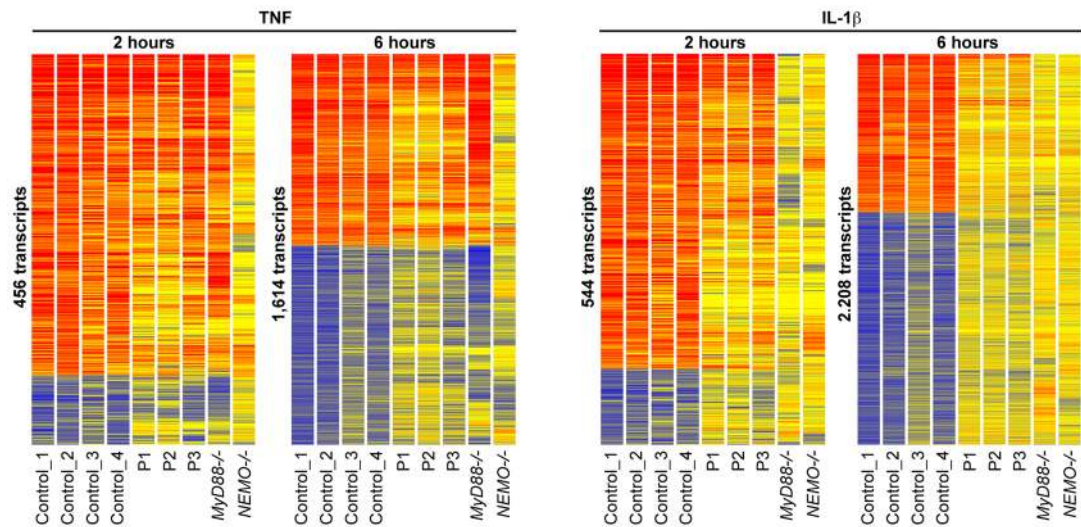 TNF
IL-1β
2 hours
6 hours
2 hours
6 hours
456 transcripts
1,614 transcripts
544 transcripts
2.208 transcripts
Control_1
Control_2
Control_3
Control_4
P1
P2
P3
MyD88-/-
NEMO-/-
Control_1
Control_2
Control_3
Control_4
P1
P2
P3
MyD88-/-
NEMO-/-
Control_1
Control_2
Control_3
Control_4
P1
P2
P3
MyD88-/-
NEMO-/-
Control_1
Control_2
Control_3
Control_4
P1
P2
P3
MyD88-/-
NEMO-/-